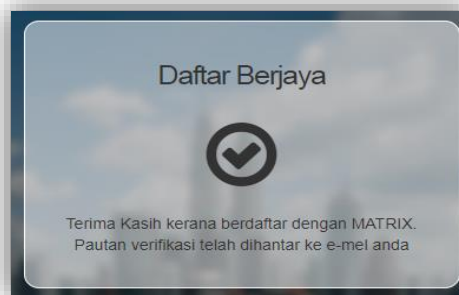 Daftar Berjaya
Terima Kasih kerana berdaftar dengan MATRIX.
Pautan verifikasi telah dihantar ke e-mel anda